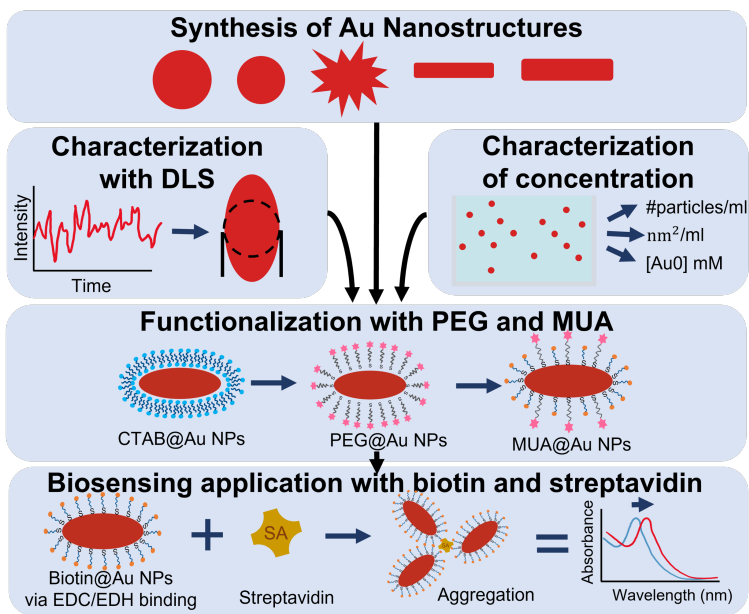 Synthesis of Au Nanostructures
Characterization
with DLS
Intensity
Time
Characterization
of concentration
#particles/ml
nm²/ml
[Au0] mM
Functionalization with PEG and MUA
CTAB@Au NPs
PEG@Au NPs
MUA@Au NPs
Biosensing application with biotin and streptavidin
Biotin@Au NPs
via EDC/EDH binding
+
SA
Streptavidin
Aggregation
=
Absorbance
Wavelength (nm)